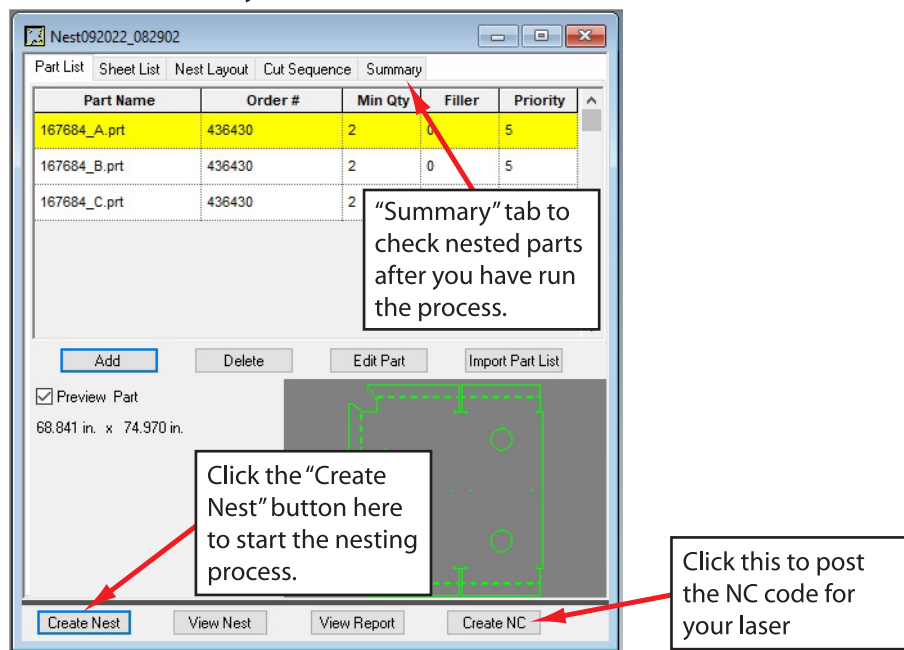 Nest092022_082902
Part List Sheet List Nest Layout Cut Sequence Summary
Part Name Order # Min Qty Filler Priority
167684_A.prt 436430 2 0 5
167684_B.prt 436430 2 0 5
167684_C.prt 436430 2
“Summary” tab to
check nested parts
after you have run
the process.
Add Delete Edit Part Import Part List
Preview Part
68.841 in. x 74.970 in.
Click the “Create
Nest” button here
to start the nesting
process.
Click this to post
the NC code for
your laser
Create Nest View Nest View Report Create NC